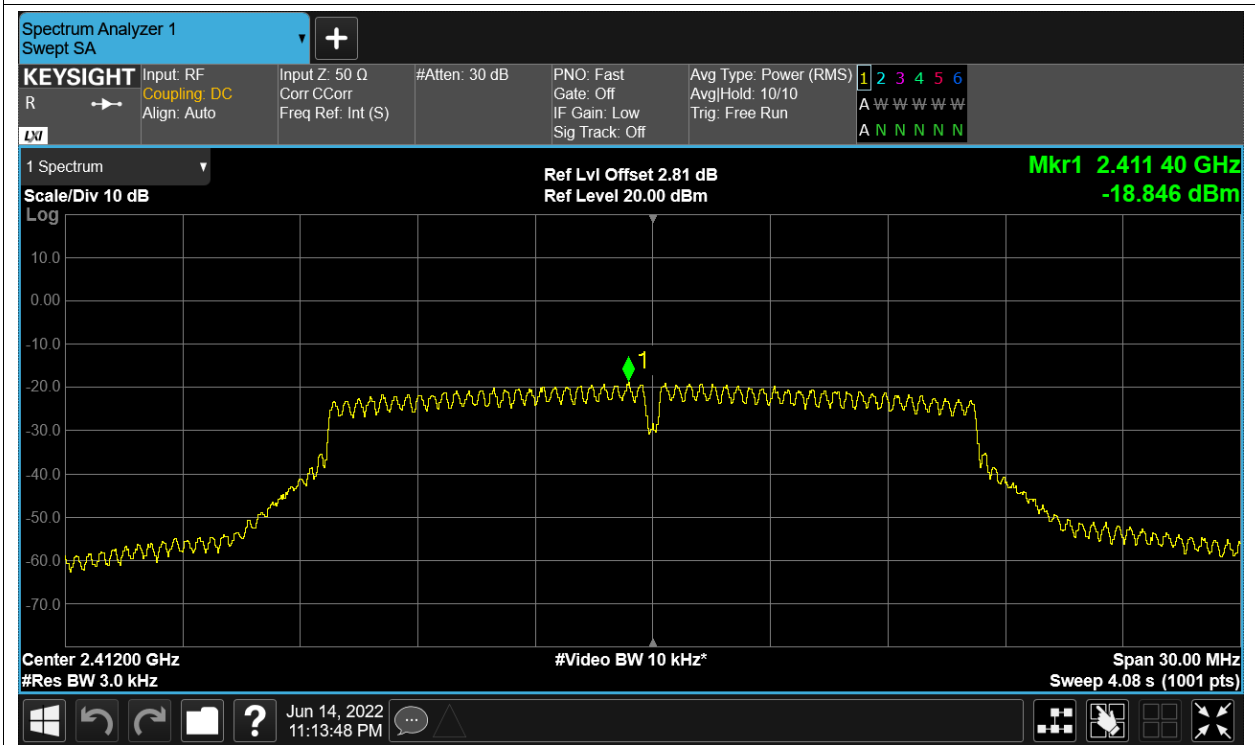 Spectrum Analyzer 1
Swept SA
KEYSIGHT
R
LXI
Input: RF
Coupling: DC
Align: Auto
Input Z: 50 Ω
Corr CCorr
Freq Ref: Int (S)
#Atten: 30 dB
PNO: Fast
Gate: Off
IF Gain: Low
Sig Track: Off
Avg Type: Power (RMS)
Avg|Hold: 10/10
Trig: Free Run
1 2 3 4 5 6
A W W W W W
A N N N N N
1 Spectrum
Scale/Div 10 dB
Log
Ref Lvl Offset 2.81 dB
Ref Level 20.00 dBm
Mkr1 2.411 40 GHz
-18.846 dBm
10.0
0.00
-10.0
1
-20.0
-30.0
-40.0
-50.0
-60.0
-70.0
Center 2.41200 GHz
#Res BW 3.0 kHz
#Video BW 10 kHz*
Span 30.00 MHz
Sweep 4.08 s (1001 pts)
?
Jun 14, 2022
11:13:48 PM